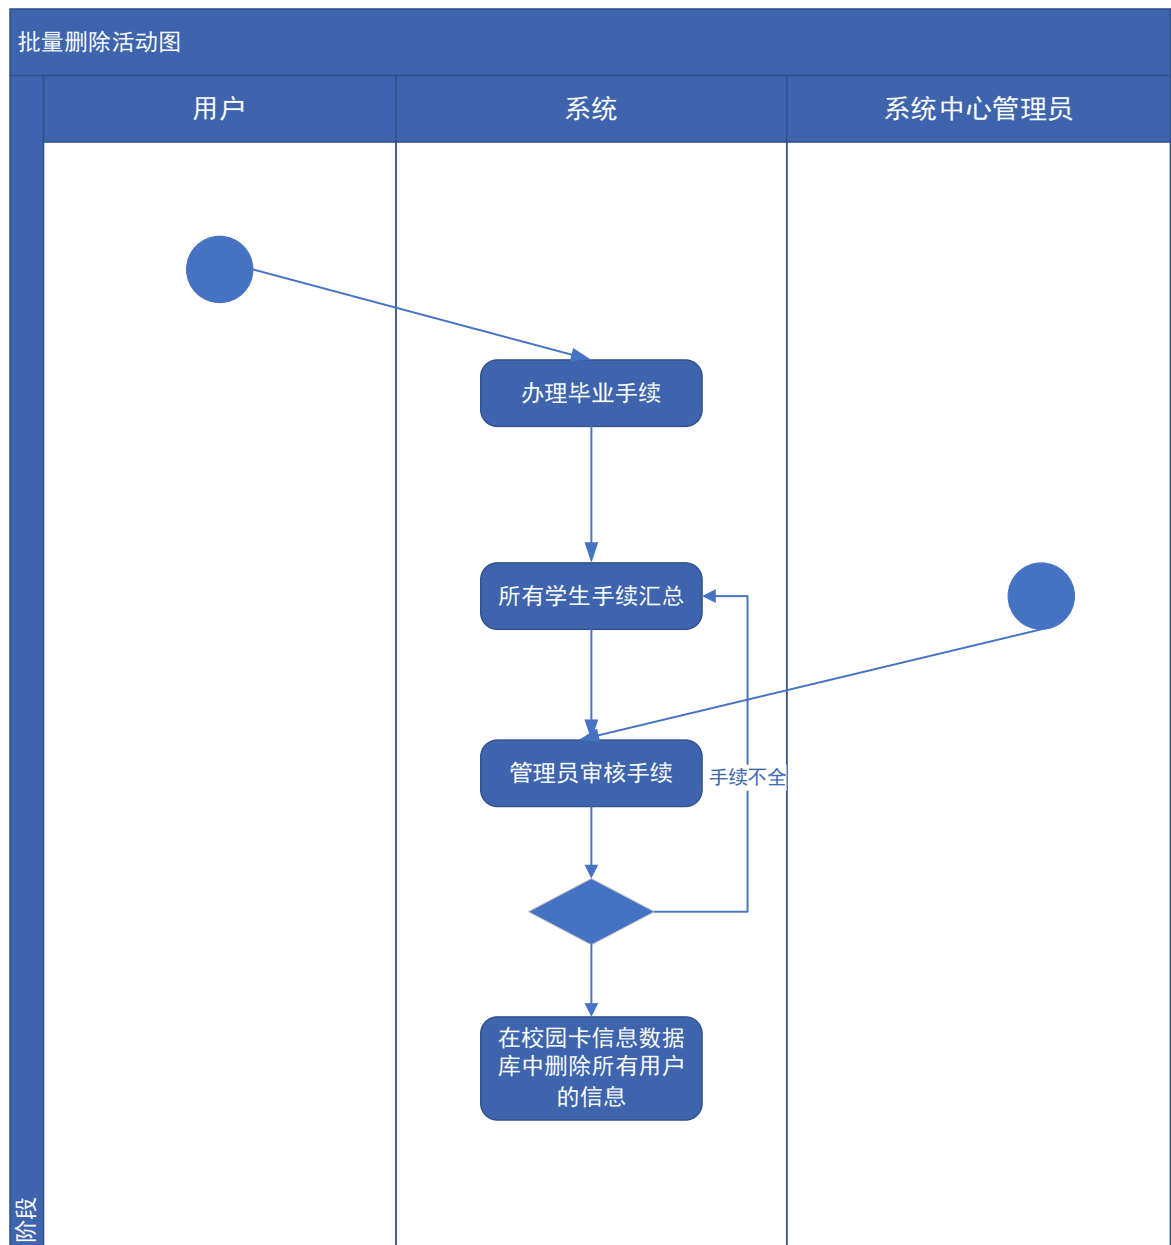 批量删除活动图
用户
系统
系统中心管理员
办理毕业手续
所有学生手续汇总
管理员审核手续
手续不全
在校园卡信息数据
库中删除所有用户
的信息
阶段